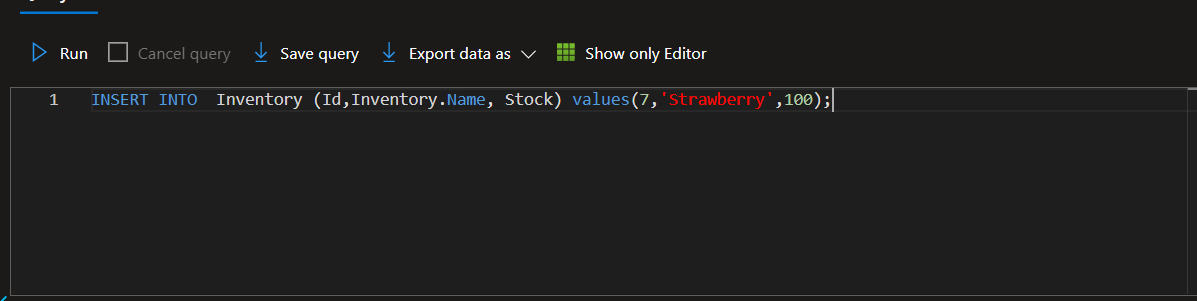 Run Cancel query Save query Export data as Show only Editor
1 INSERT INTO  Inventory (Id,Inventory.Name, Stock) values(7,'Strawberry',100);